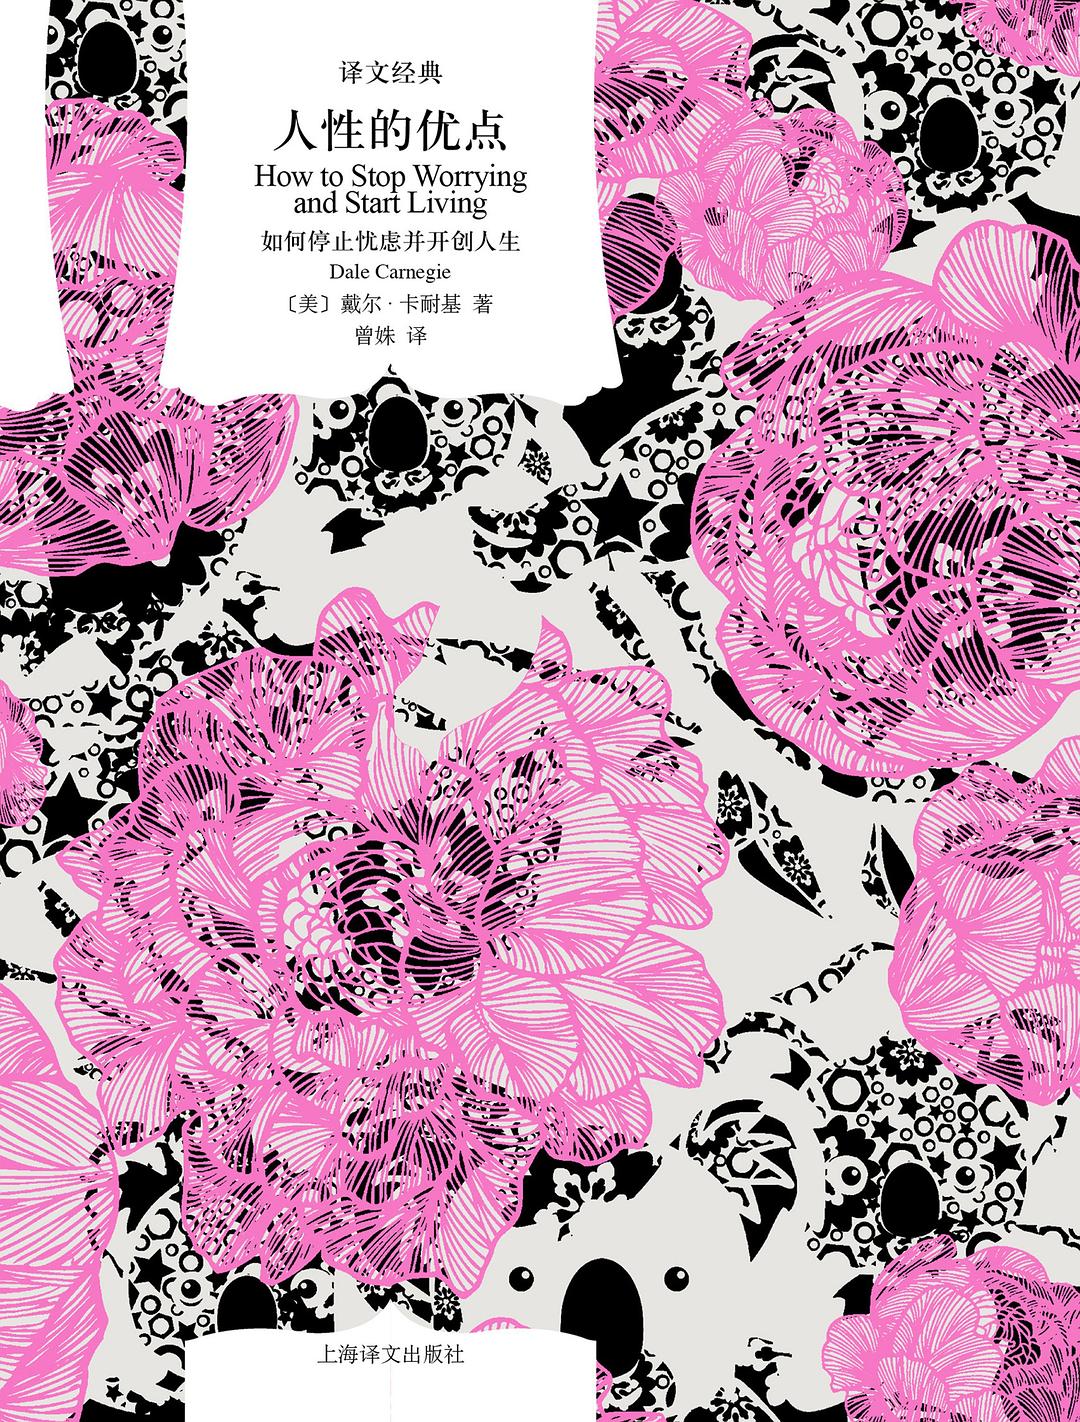 译文经典
人性的优点
How to Stop Worrying
and Start Living
如何停止忧虑并开创人生
Dale Carnegie
〔美〕戴尔·卡耐基 著
曾姝 译
上海译文出版社